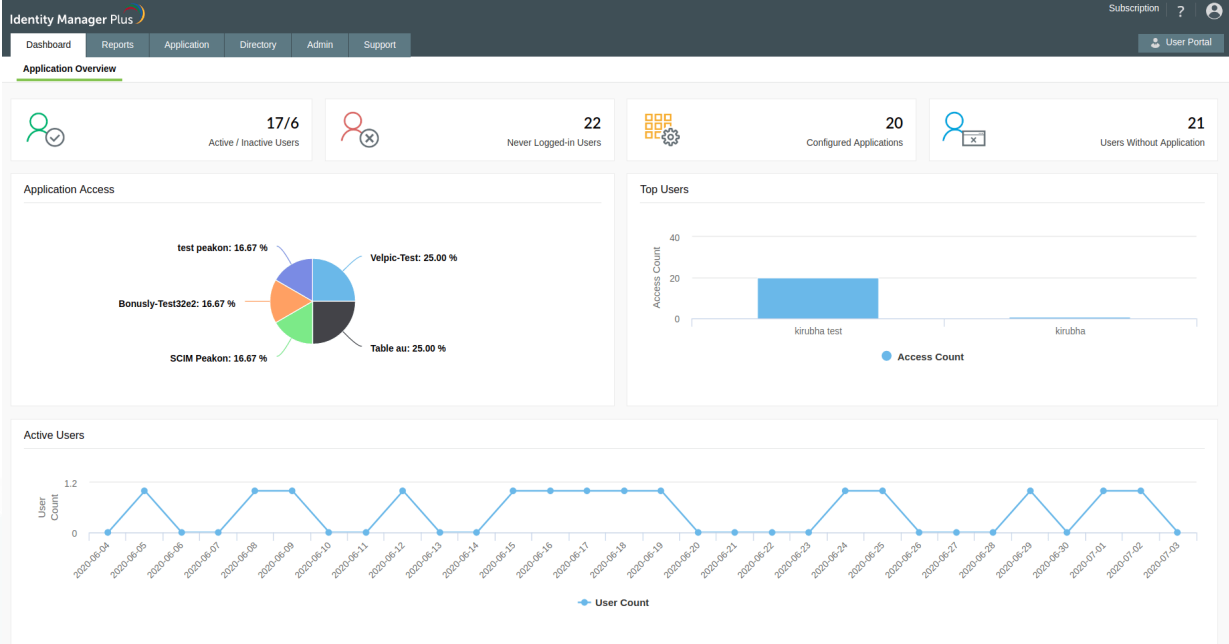 Identity Manager Plus
Subscription
?
Dashboard
Reports
Application
Directory
Admin
Support
User Portal
Application Overview
17/6
Active / Inactive Users
22
Never Logged-in Users
20
Configured Applications
21
Users Without Application
Application Access
test peakon: 16.67 %
Velpic-Test: 25.00 %
Bonusly-Test32e2: 16.67 %
SCIM Peakon: 16.67 %
Table au: 25.00 %
Top Users
Access Count
40
20
0
kirubha test
kirubha
Access Count
Active Users
User
Count
1.2
0
2020-06-04
2020-06-05
2020-06-06
2020-06-07
2020-06-08
2020-06-09
2020-06-10
2020-06-11
2020-06-12
2020-06-13
2020-06-14
2020-06-15
2020-06-16
2020-06-17
2020-06-18
2020-06-19
2020-06-20
2020-06-21
2020-06-22
2020-06-23
2020-06-24
2020-06-25
2020-06-26
2020-06-27
2020-06-28
2020-06-29
2020-06-30
2020-07-01
2020-07-02
2020-07-03
User Count